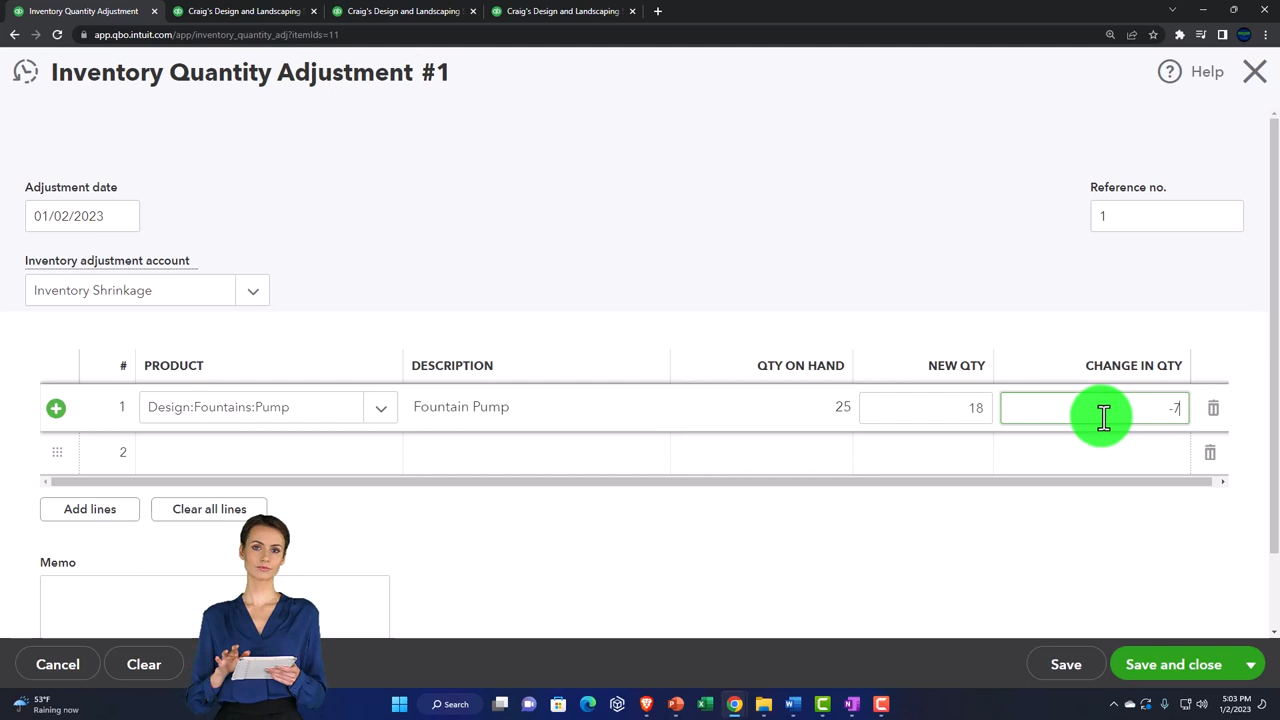 Inventory Quantity Adjustment
Craig's Design and Landscaping
Craig's Design and Landscaping
Craig's Design and Landscaping
app.qbo.intuit.com/app/inventory_quantity_adj?itemIds=11
Inventory Quantity Adjustment #1
Help
Adjustment date
Reference no.
01/02/2023
1
Inventory adjustment account
Inventory Shrinkage
# PRODUCT DESCRIPTION QTY ON HAND NEW QTY CHANGE IN QTY
1 Design:Fountains:Pump Fountain Pump 25 18 -7
2
Add lines Clear all lines
Memo
Cancel Clear Save Save and close
53°F
Raining now
Search
5:03 PM
1/2/2023